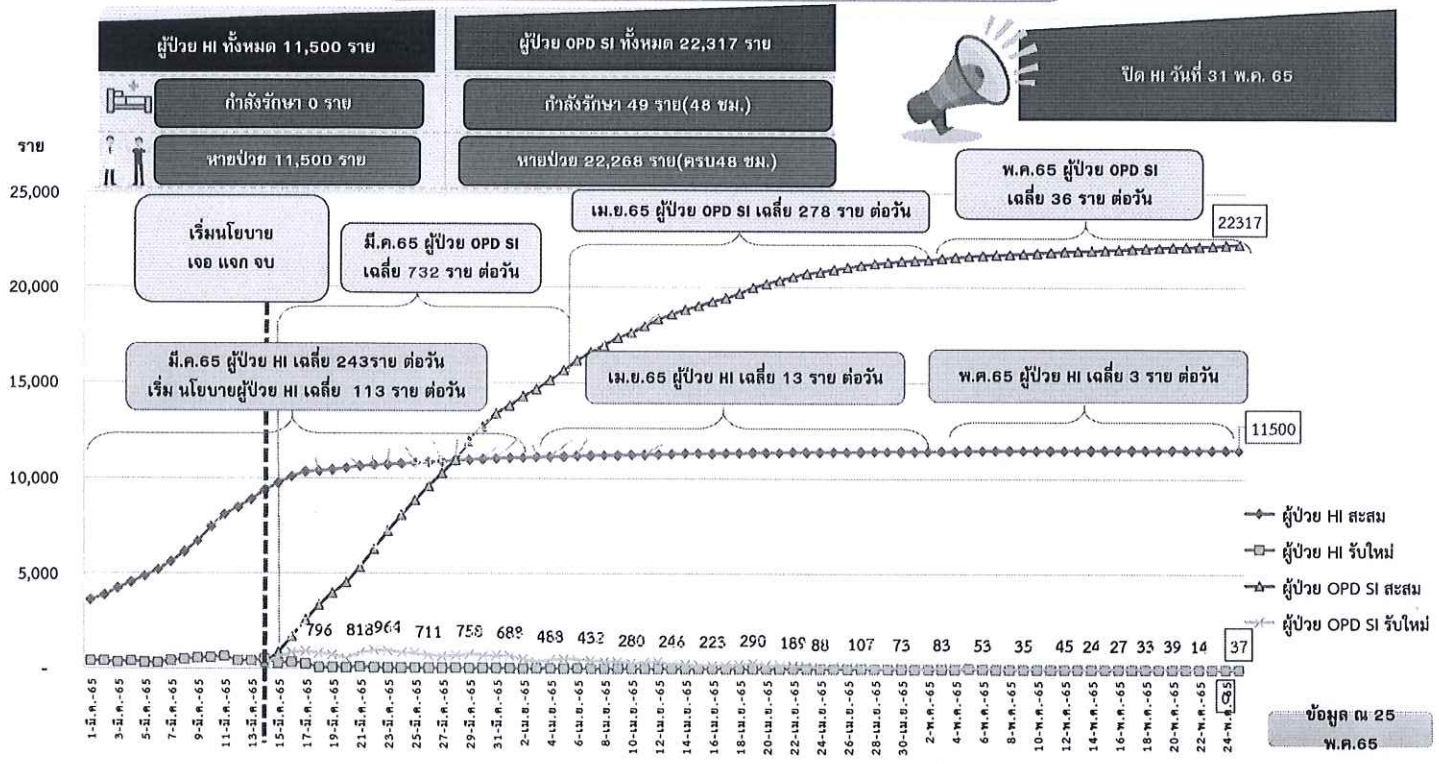 ผู้ป่วย HI ทั้งหมด 11,500 ราย
กำลังรักษา 0 ราย
หายป่วย 11,500 ราย
ผู้ป่วย OPD SI ทั้งหมด 22,317 ราย
กำลังรักษา 49 ราย(48 ชม.)
หายป่วย 22,268 ราย(ครบ48 ชม.)
ปิด HI วันที่ 31 พ.ค. 65
ราย
25,000
20,000
15,000
10,000
5,000
-
เริ่มนโยบาย
เจอ แจก จบ
มี.ค.65 ผู้ป่วย OPD SI
เฉลี่ย 732 ราย ต่อวัน
เม.ย.65 ผู้ป่วย OPD SI เฉลี่ย 278 ราย ต่อวัน
พ.ค.65 ผู้ป่วย OPD SI
เฉลี่ย 36 ราย ต่อวัน
22317
มี.ค.65 ผู้ป่วย HI เฉลี่ย 243ราย ต่อวัน
เริ่ม นโยบายผู้ป่วย HI เฉลี่ย 113 ราย ต่อวัน
เม.ย.65 ผู้ป่วย HI เฉลี่ย 13 ราย ต่อวัน
พ.ค.65 ผู้ป่วย HI เฉลี่ย 3 ราย ต่อวัน
11500
ผู้ป่วย HI สะสม
ผู้ป่วย HI รับใหม่
ผู้ป่วย OPD SI สะสม
ผู้ป่วย OPD SI รับใหม่
796 818 964 711 758 688 488 432 280 246 223 290 189 88 107 73 83 53 35 45 24 27 33 39 14 37
0
1-มี.ค.-65
3-มี.ค.-65
5-มี.ค.-65
7-มี.ค.-65
9-มี.ค.-65
11-มี.ค.-65
13-มี.ค.-65
15-มี.ค.-65
17-มี.ค.-65
19-มี.ค.-65
21-มี.ค.-65
23-มี.ค.-65
25-มี.ค.-65
27-มี.ค.-65
29-มี.ค.-65
31-มี.ค.-65
2-เม.ย.-65
4-เม.ย.-65
6-เม.ย.-65
8-เม.ย.-65
10-เม.ย.-65
12-เม.ย.-65
14-เม.ย.-65
16-เม.ย.-65
18-เม.ย.-65
20-เม.ย.-65
22-เม.ย.-65
24-เม.ย.-65
26-เม.ย.-65
28-เม.ย.-65
30-เม.ย.-65
2-พ.ค.-65
4-พ.ค.-65
6-พ.ค.-65
8-พ.ค.-65
10-พ.ค.-65
12-พ.ค.-65
14-พ.ค.-65
16-พ.ค.-65
18-พ.ค.-65
20-พ.ค.-65
22-พ.ค.-65
24-พ.ค.-65
ข้อมูล ณ 25
พ.ค.65